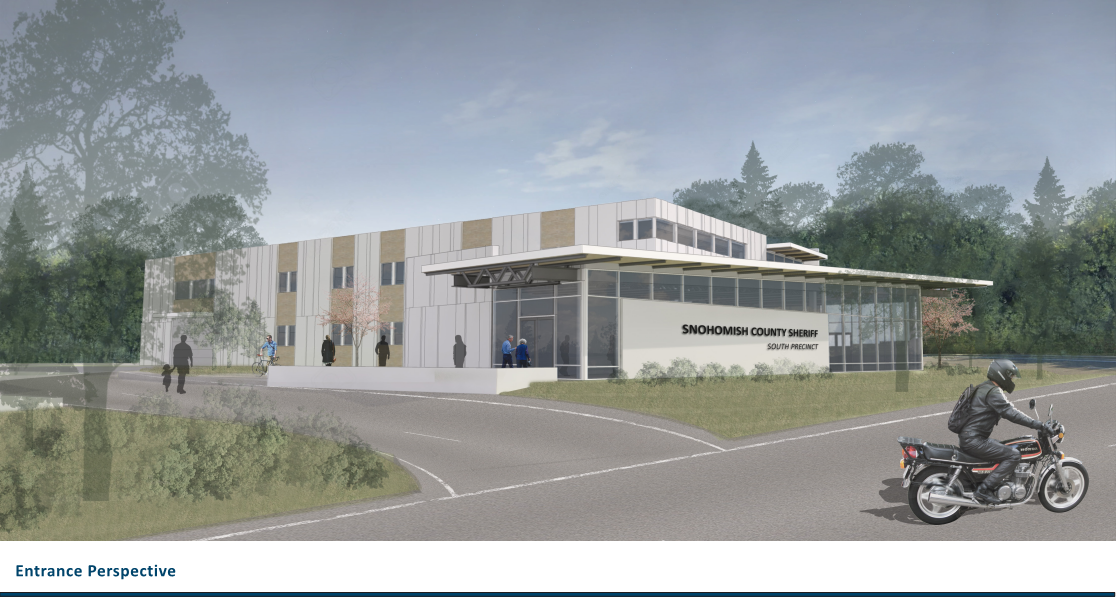 SNOHOMISH COUNTY SHERIFF
SOUTH PRECINCT
Entrance Perspective